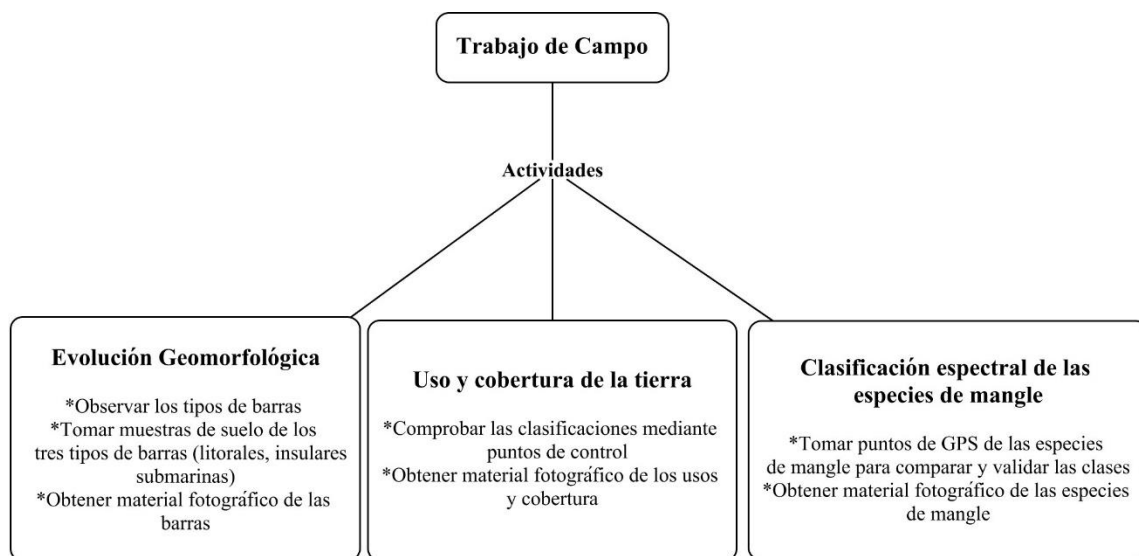 Trabajo de Campo
Actividades
Evolución Geomorfológica
*Observar los tipos de barras
*Tomar muestras de suelo de los
tres tipos de barras (litorales, insulares
submarinas)
*Obtener material fotográfico de las
barras
Uso y cobertura de la tierra
*Comprobar las clasificaciones mediante
puntos de control
*Obtener material fotográfico de los usos
y cobertura
Clasificación espectral de las
especies de mangle
*Tomar puntos de GPS de las especies
de mangle para comparar y validar las clases
*Obtener material fotográfico de las especies
de mangle